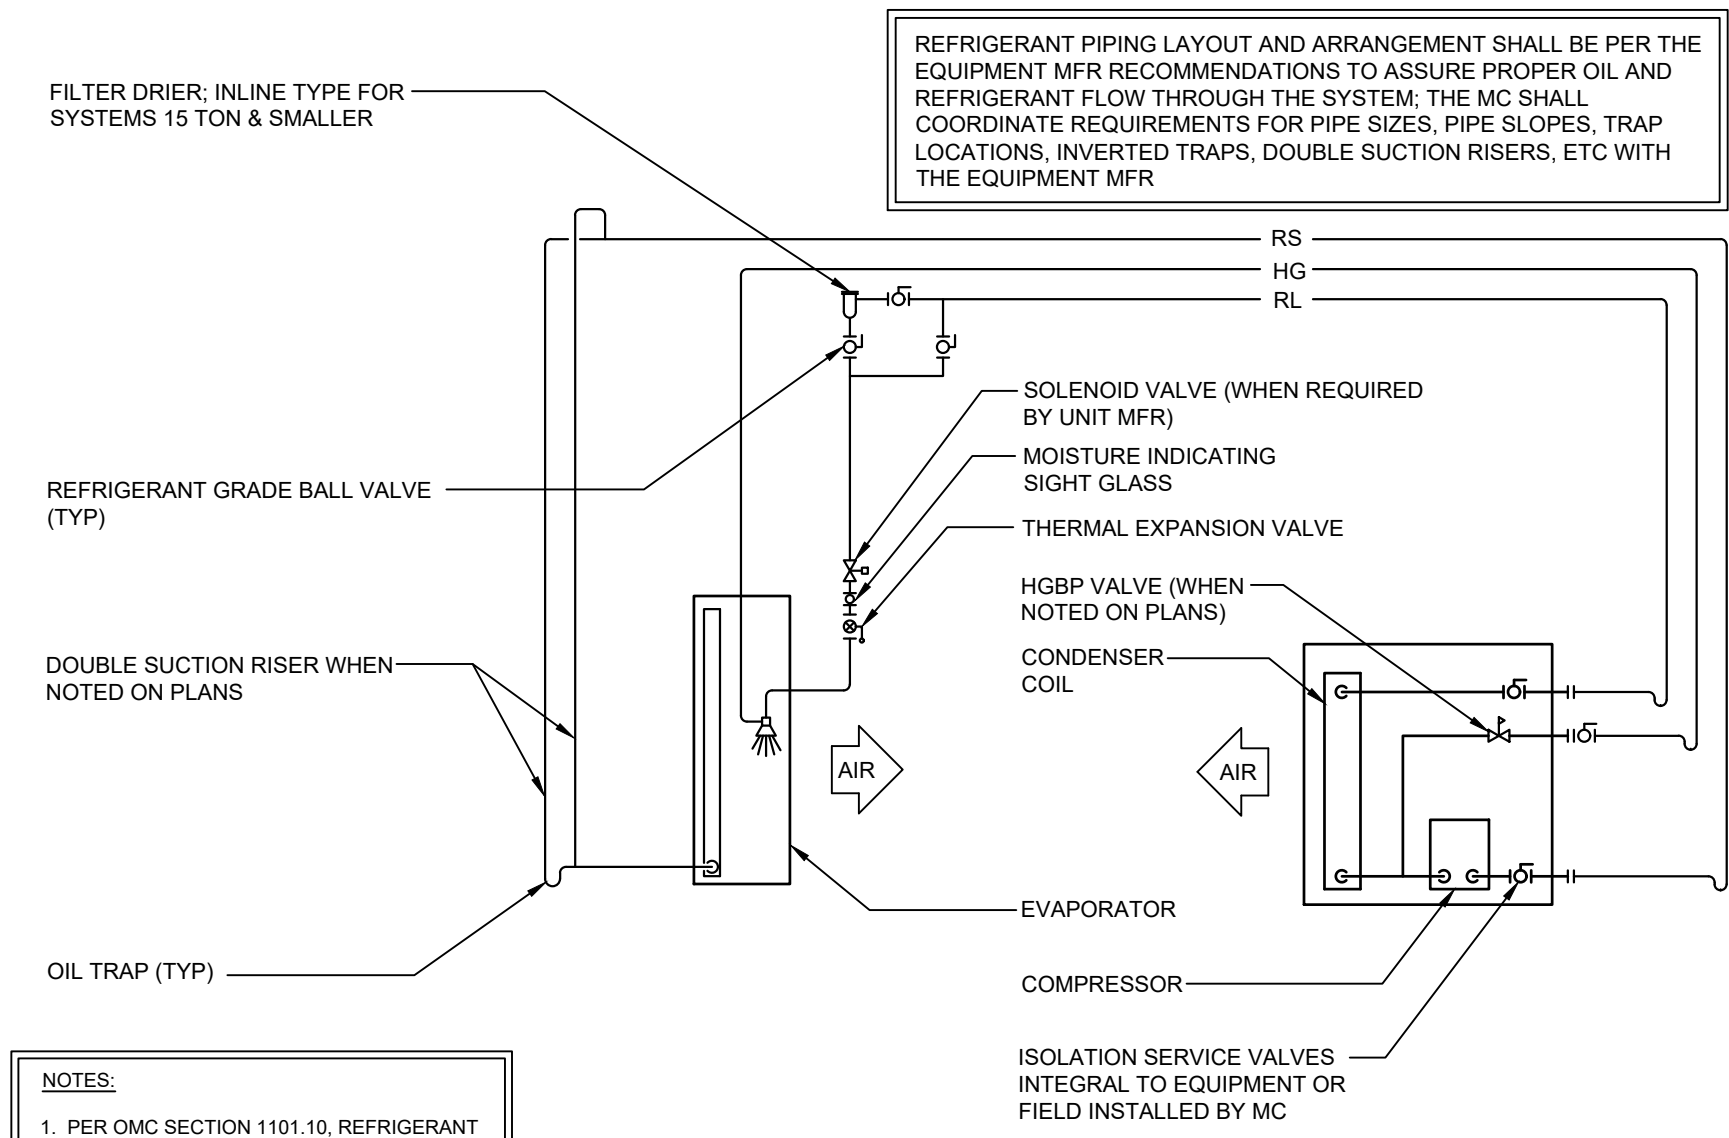 REFRIGERANT PIPING LAYOUT AND ARRANGEMENT SHALL BE PER THE
EQUIPMENT MFR RECOMMENDATIONS TO ASSURE PROPER OIL AND
REFRIGERANT FLOW THROUGH THE SYSTEM; THE MC SHALL
COORDINATE REQUIREMENTS FOR PIPE SIZES, PIPE SLOPES, TRAP
LOCATIONS, INVERTED TRAPS, DOUBLE SUCTION RISERS, ETC WITH
THE EQUIPMENT MFR
FILTER DRIER; INLINE TYPE FOR
SYSTEMS 15 TON & SMALLER
RS
HG
RL
SOLENOID VALVE (WHEN REQUIRED
BY UNIT MFR)
MOISTURE INDICATING
SIGHT GLASS
REFRIGERANT GRADE BALL VALVE
(TYP)
THERMAL EXPANSION VALVE
HGBP VALVE (WHEN
NOTED ON PLANS)
DOUBLE SUCTION RISER WHEN
NOTED ON PLANS
CONDENSER
COIL
AIR
AIR
EVAPORATOR
OIL TRAP (TYP)
COMPRESSOR
ISOLATION SERVICE VALVES
INTEGRAL TO EQUIPMENT OR
FIELD INSTALLED BY MC
NOTES:
1. PER OMC SECTION 1101.10, REFRIGERANT